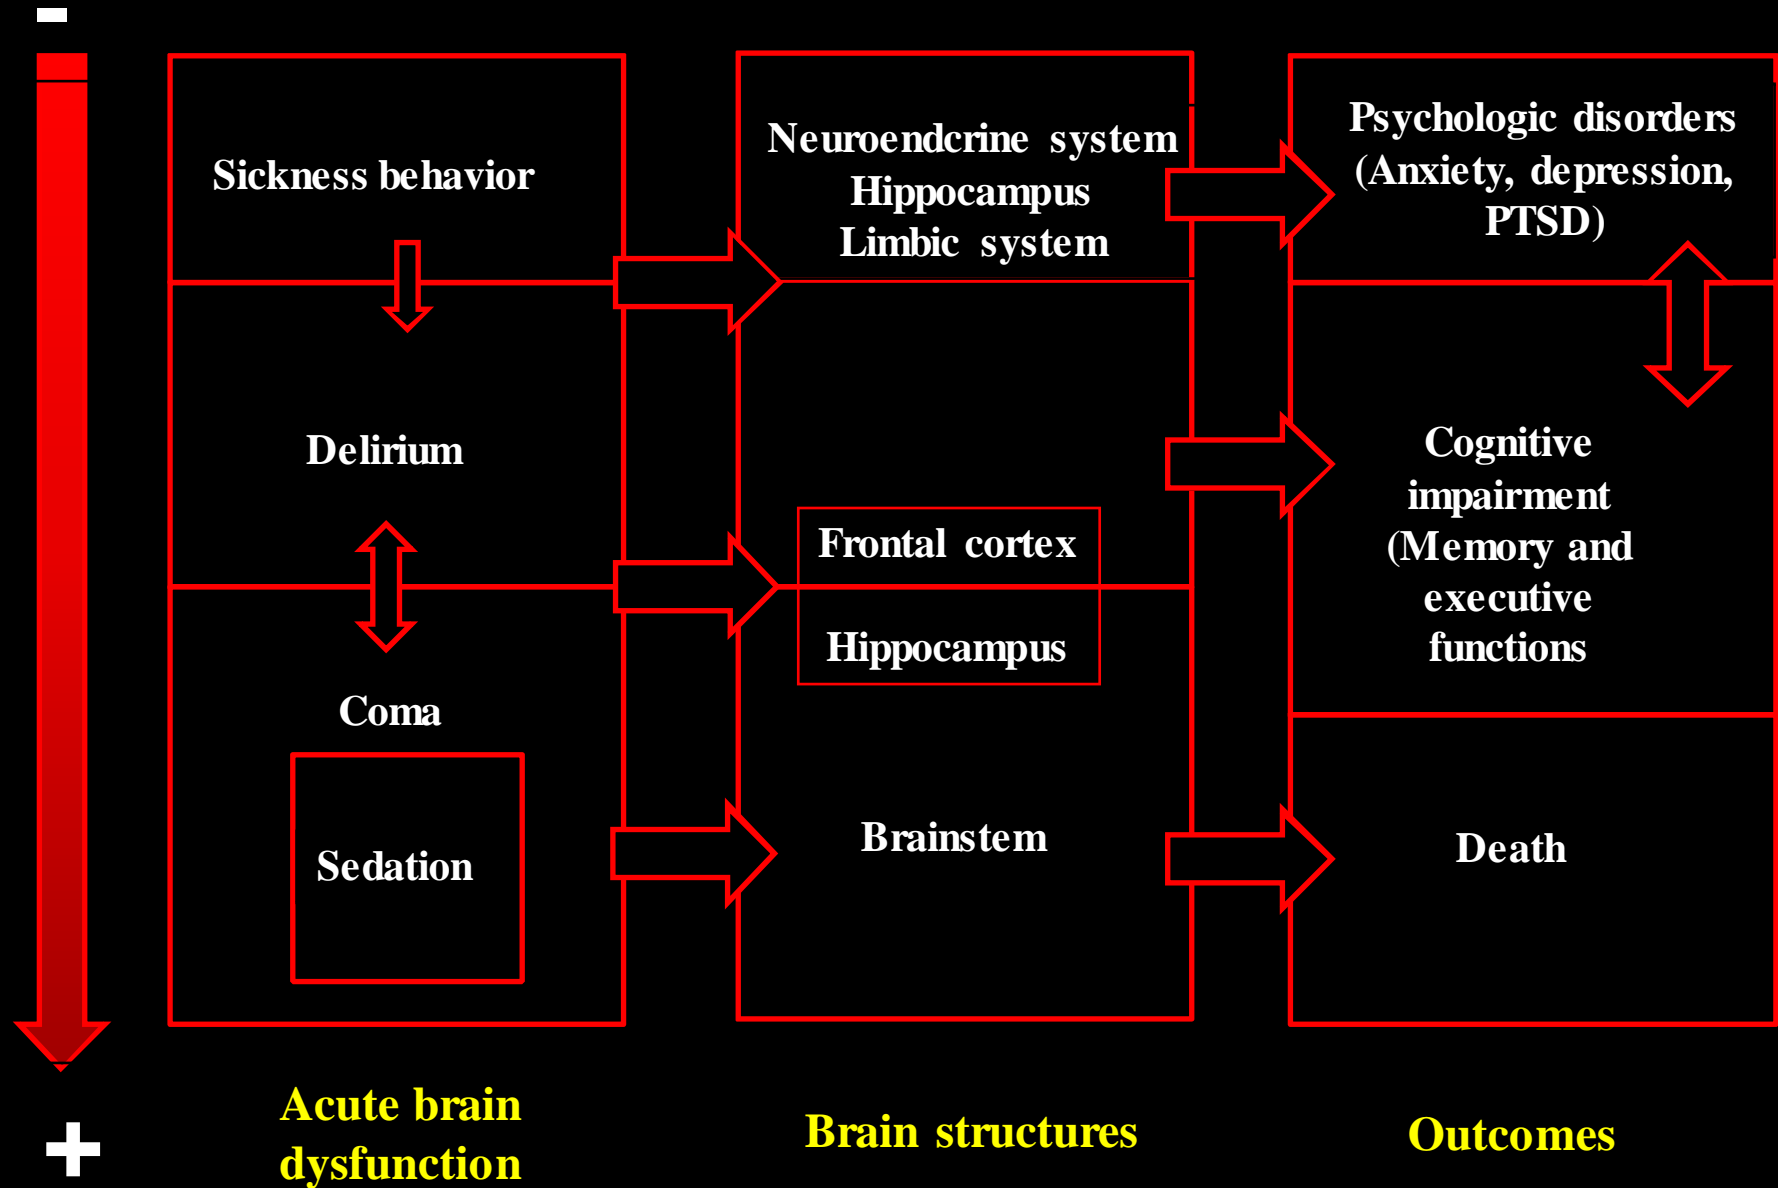 -
Sickness behavior
Delirium
Coma
Sedation
Acute brain
dysfunction
Neuroendcrine system
Hippocampus
Limbic system
Frontal cortex
Hippocampus
Brainstem
Brain structures
Psychologic disorders
(Anxiety, depression,
PTSD)
Cognitive
impairment
(Memory and
executive
functions
Death
Outcomes
+